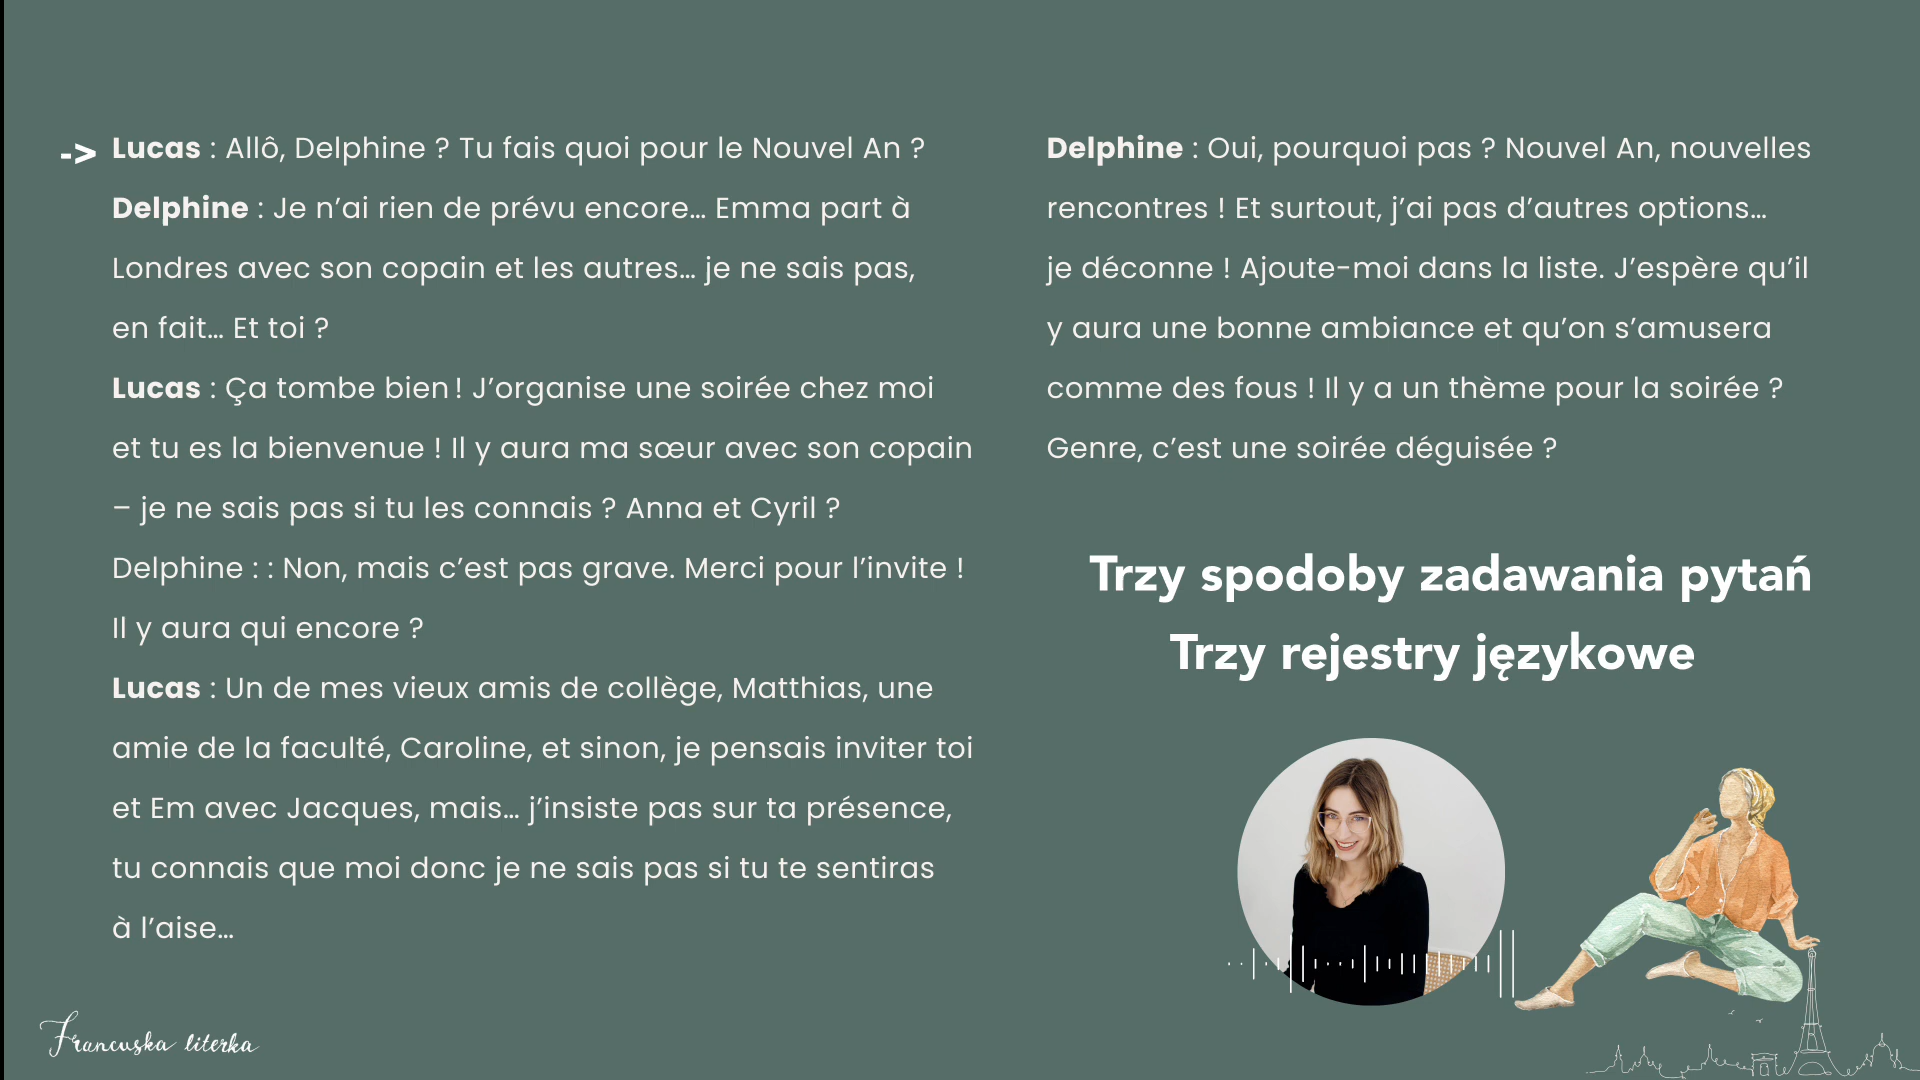 -> Lucas : Allô, Delphine ? Tu fais quoi pour le Nouvel An ?
Delphine : Je n’ai rien de prévu encore… Emma part à
Londres avec son copain et les autres… je ne sais pas,
en fait… Et toi ?
Lucas : Ça tombe bien ! J’organise une soirée chez moi
et tu es la bienvenue ! Il y aura ma sœur avec son copain
– je ne sais pas si tu les connais ? Anna et Cyril ?
Delphine : : Non, mais c’est pas grave. Merci pour l’invite !
Il y aura qui encore ?
Lucas : Un de mes vieux amis de collège, Matthias, une
amie de la faculté, Caroline, et sinon, je pensais inviter toi
et Em avec Jacques, mais… j’insiste pas sur ta présence,
tu connais que moi donc je ne sais pas si tu te sentiras
à l’aise…
Delphine : Oui, pourquoi pas ? Nouvel An, nouvelles
rencontres ! Et surtout, j’ai pas d’autres options…
je déconne ! Ajoute-moi dans la liste. J’espère qu’il
y aura une bonne ambiance et qu’on s’amusera
comme des fous ! Il y a un thème pour la soirée ?
Genre, c’est une soirée déguisée ?
Trzy spodoby zadawania pytań
Trzy rejestry językowe
Francuska literka